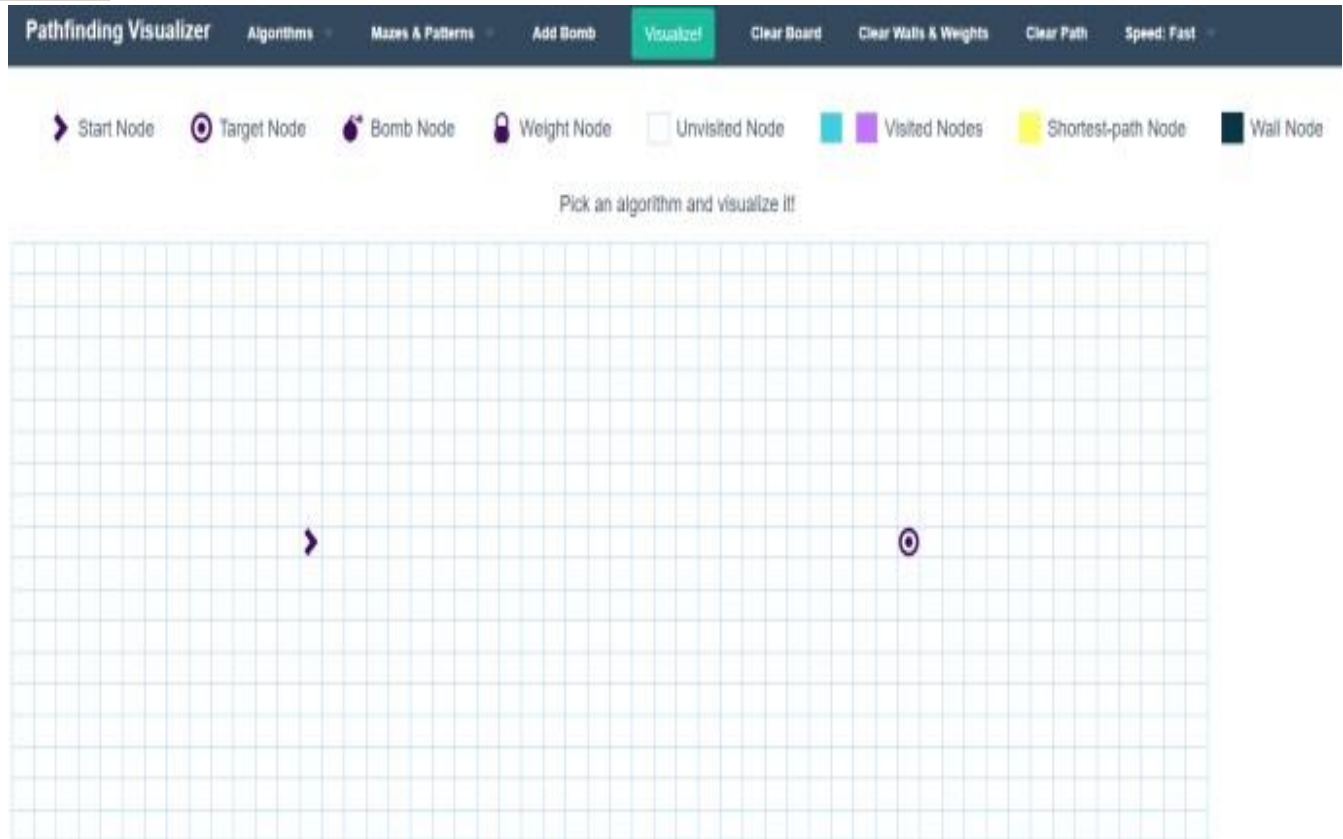 Pathfinding Visualizer Algorithms Mazes & Patterns Add Bomb Visualize! Clear Board Clear Walls & Weights Clear Path Speed: Fast
Start Node Target Node Bomb Node Weight Node Unvisited Node Visited Nodes Shortest-path Node Wall Node
Pick an algorithm and visualize it!